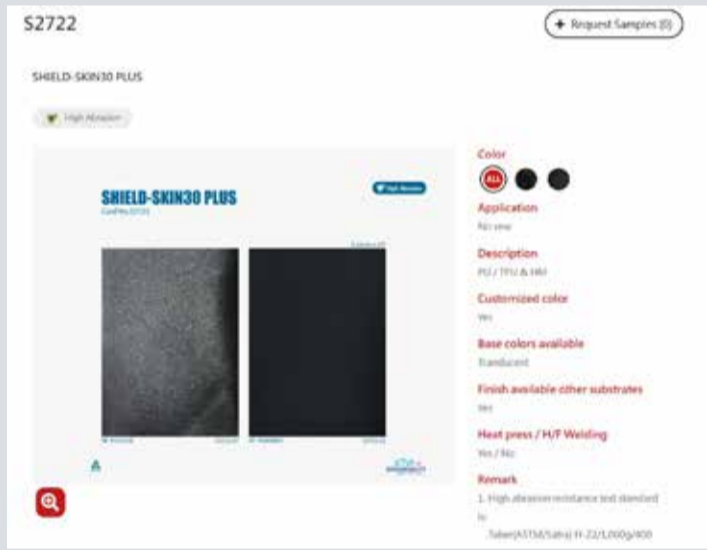 S2722
+ Request Samples (0)
SHIELD-SKIN30 PLUS
High Abrasion
SHIELD-SKIN30 PLUS
High Abrasion
Color
ALL
Application
No sew
Description
PU / TPU & HM
Customized color
Yes
Base colors available
Translucent
Finish available other substrates
Yes
Heat press / H/F Welding
Yes / No
Remark
1. High abrasion resistance test standard
is
Taber(ASTM/Satra) H-22/1,000g/400